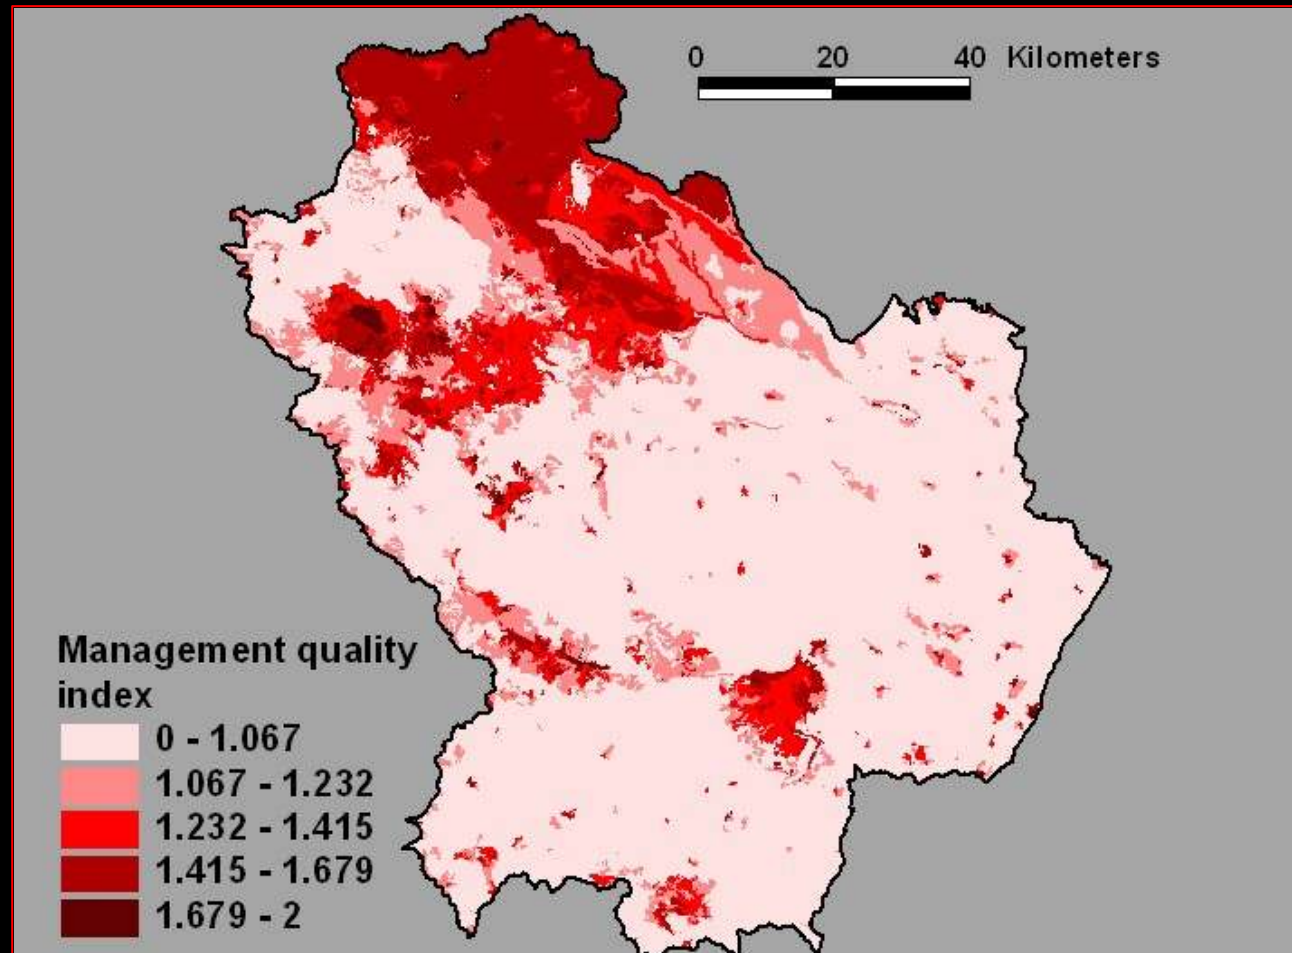 0 20 40 Kilometers
Management quality
index
0 - 1.067
1.067 - 1.232
1.232 - 1.415
1.415 - 1.679
1.679 - 2